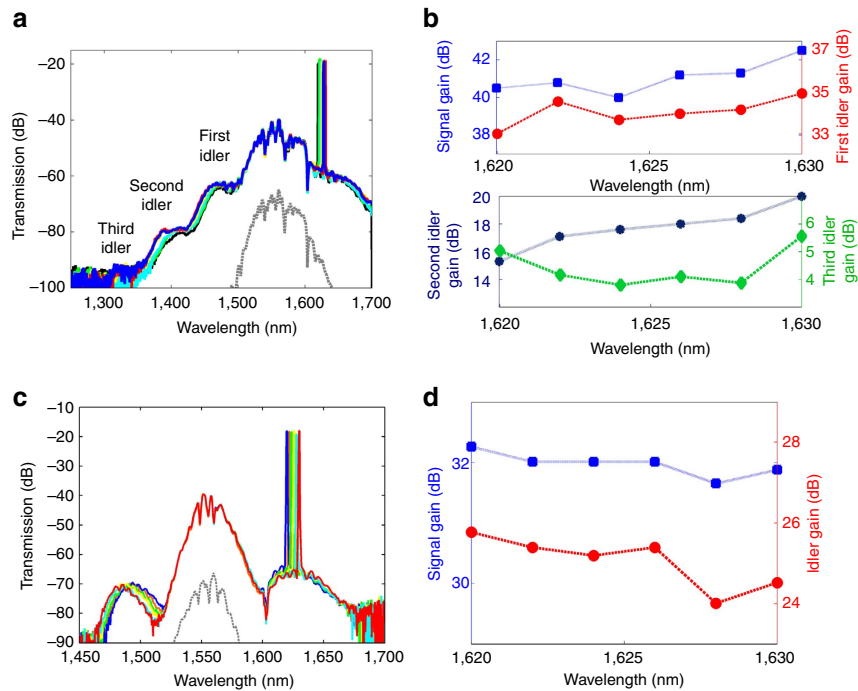 a
Transmission (dB)
−20
−40
−60
−80
−100
First
idler
Second
idler
Third
idler
1,300
1,400
1,500
1,600
1,700
Wavelength (nm)
b
Signal gain (dB)
42
40
38
37
35
33
First idler gain (dB)
1,620
1,625
1,630
Wavelength (nm)
Second idler
gain (dB)
20
18
16
14
6
5
4
Third idler
gain (dB)
1,620
1,625
1,630
Wavelength (nm)
c
Transmission (dB)
−10
−20
−30
−40
−50
−60
−70
−80
−90
1,450
1,500
1,550
1,600
1,650
1,700
Wavelength (nm)
d
Signal gain (dB)
32
30
28
26
24
Idler gain (dB)
1,620
1,625
1,630
Wavelength (nm)